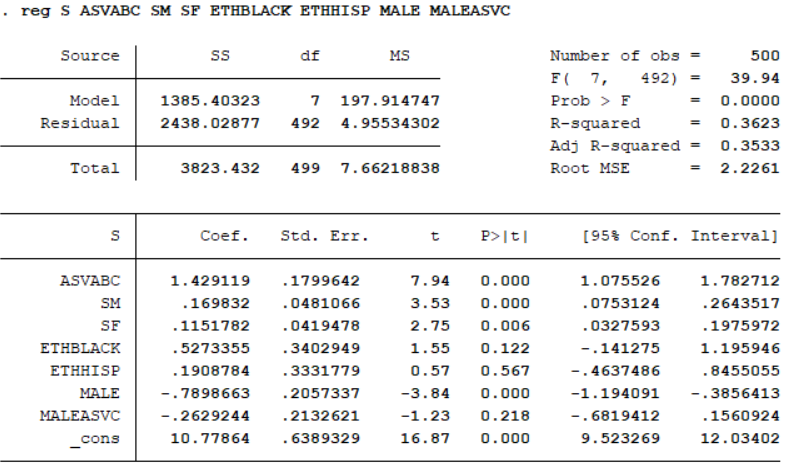 . reg S ASVABC SM SF ETHBLACK ETHHISP MALE MALEASVC
Source SS df MS Number of obs = 500
F( 7, 492) = 39.94
Model 1385.40323 7 197.914747 Prob > F = 0.0000
Residual 2438.02877 492 4.95534302 R-squared = 0.3623
Adj R-squared = 0.3533
Total 3823.432 499 7.66218838 Root MSE = 2.2261
S Coef. Std. Err. t P>|t| [95% Conf. Interval]
ASVABC 1.429119 .1799642 7.94 0.000 1.075526 1.782712
SM .169832 .0481066 3.53 0.000 .0753124 .2643517
SF .1151782 .0419478 2.75 0.006 .0327593 .1975972
ETHBLACK .5273355 .3402949 1.55 0.122 -.141275 1.195946
ETHHISP .1908784 .3331779 0.57 0.567 -.4637486 .8455055
MALE -.7898663 .2057337 -3.84 0.000 -1.194091 -.3856413
MALEASVC -.2629244 .2132621 -1.23 0.218 -.6819412 .1560924
_cons 10.77864 .6389329 16.87 0.000 9.523269 12.03402